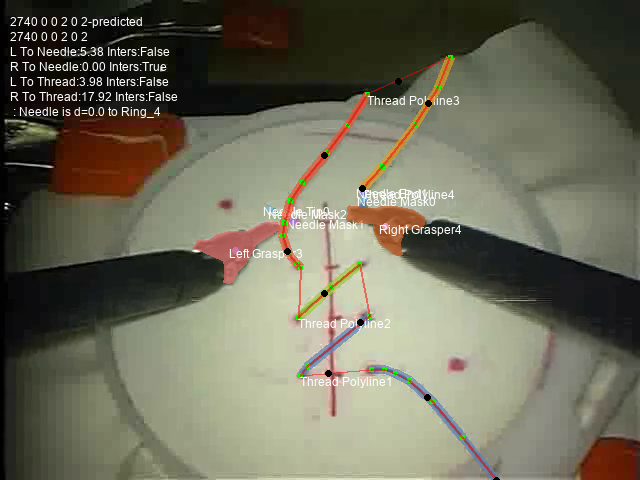 2740 0 0 2 0 2-predicted
2740 0 0 2 0 2
L To Needle:5.38 Inters:False
R To Needle:0.00 Inters:True
L To Thread:3.98 Inters:False
R To Thread:17.92 Inters:False
: Needle is d=0.0 to Ring_4
Thread Polyline3
Thread Polyline4
Needle Mask0
Needle Mask2
Needle Mask1
Right Grasper4
Left Grasper3
Thread Polyline2
Thread Polyline1